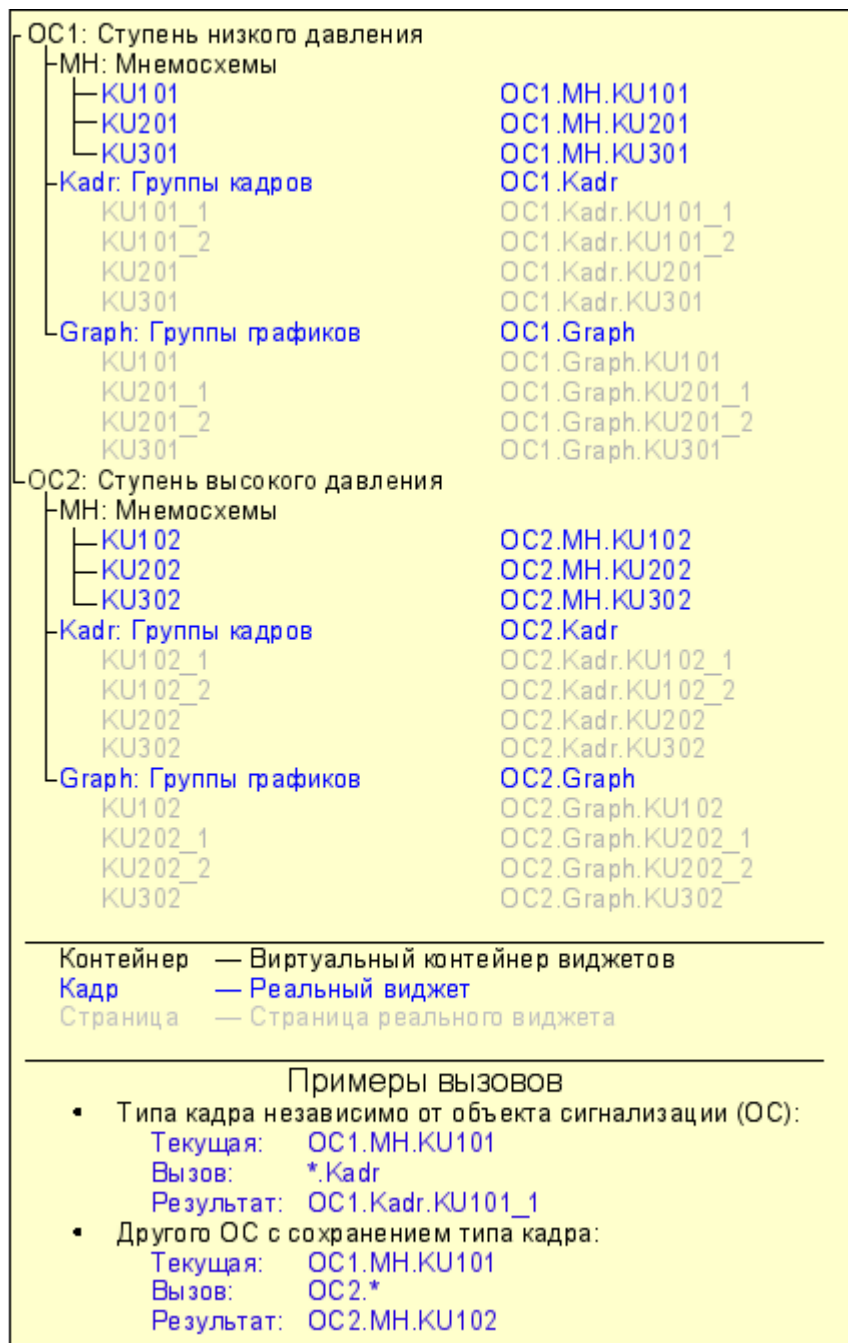 ОС1: Ступень низкого давления
МН: Мнемосхемы
KU101 ОС1.МН.KU101
KU201 ОС1.МН.KU201
KU301 ОС1.МН.KU301
Kadr: Группы кадров ОС1.Kadr
KU101_1 ОС1.Kadr.KU101_1
KU101_2 ОС1.Kadr.KU101_2
KU201 ОС1.Kadr.KU201
KU301 ОС1.Kadr.KU301
Graph: Группы графиков ОС1.Graph
KU101 ОС1.Graph.KU101
KU201_1 ОС1.Graph.KU201_1
KU201_2 ОС1.Graph.KU201_2
KU301 ОС1.Graph.KU301
ОС2: Ступень высокого давления
МН: Мнемосхемы
KU102 ОС2.МН.KU102
KU202 ОС2.МН.KU202
KU302 ОС2.МН.KU302
Kadr: Группы кадров ОС2.Kadr
KU102_1 ОС2.Kadr.KU102_1
KU102_2 ОС2.Kadr.KU102_2
KU202 ОС2.Kadr.KU202
KU302 ОС2.Kadr.KU302
Graph: Группы графиков ОС2.Graph
KU102 ОС2.Graph.KU102
KU202_1 ОС2.Graph.KU202_1
KU202_2 ОС2.Graph.KU202_2
KU302 ОС2.Graph.KU302
Контейнер — Виртуальный контейнер виджетов
Кадр — Реальный виджет
Страница — Страница реального виджета
Примеры вызовов
• Типа кадра независимо от объекта сигнализации (ОС):
Текущая: ОС1.МН.KU101
Вызов: *.Kadr
Результат: ОС1.Kadr.KU101_1
• Другого ОС с сохранением типа кадра:
Текущая: ОС1.МН.KU101
Вызов: ОС2.*
Результат: ОС2.МН.KU102